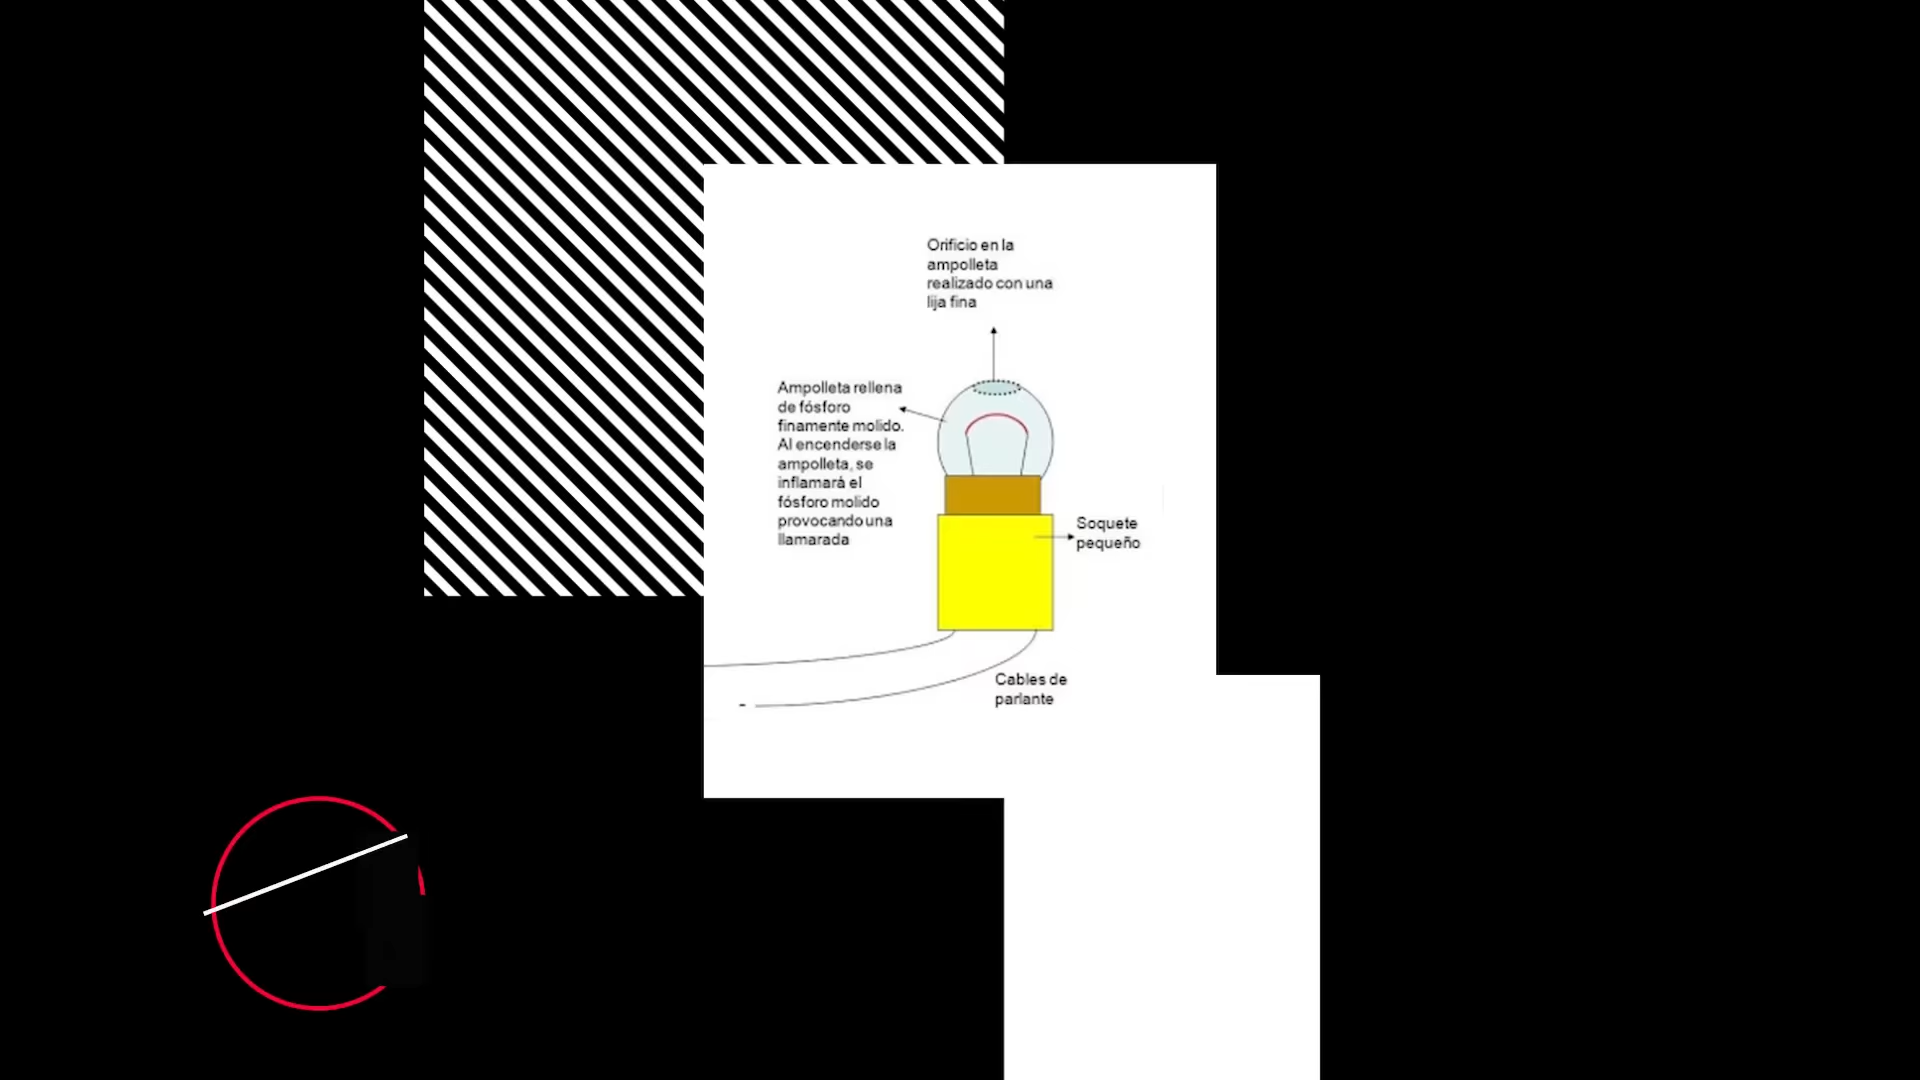 Orificio en la
ampolleta
realizado con una
lija fina
Ampolleta rellena
de fósforo
finamente molido.
Al encenderse la
ampolleta, se
inflamará el
fósforo molido
provocando una
llamarada
Soquete
pequeño
Cables de
parlante
-